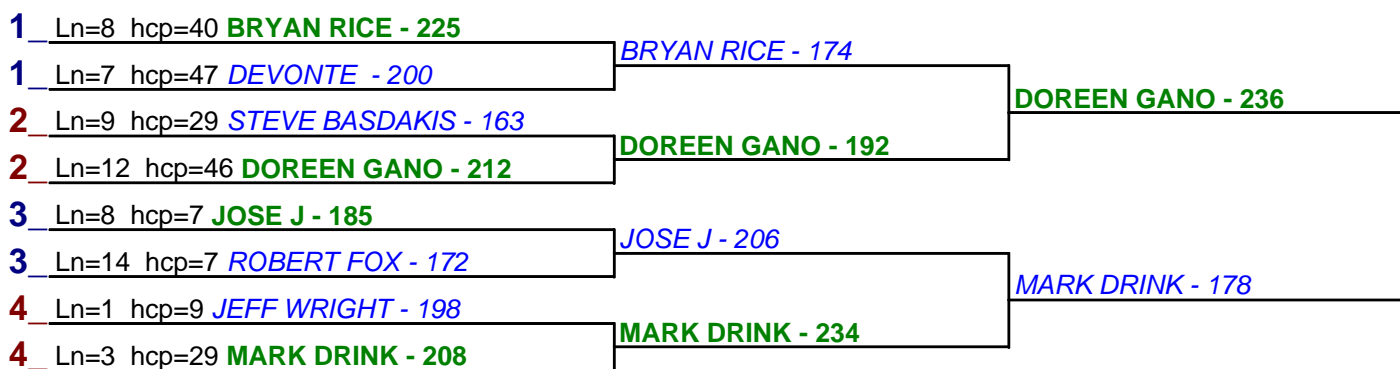 1_ Ln=8 hcp=40 BRYAN RICE - 225
BRYAN RICE - 174
1_ Ln=7 hcp=47 DEVONTE - 200
DOREEN GANO - 236
2_ Ln=9 hcp=29 STEVE BASDAKIS - 163
DOREEN GANO - 192
2_ Ln=12 hcp=46 DOREEN GANO - 212
3_ Ln=8 hcp=7 JOSE J - 185
JOSE J - 206
3_ Ln=14 hcp=7 ROBERT FOX - 172
MARK DRINK - 178
4_ Ln=1 hcp=9 JEFF WRIGHT - 198
MARK DRINK - 234
4_ Ln=3 hcp=29 MARK DRINK - 208